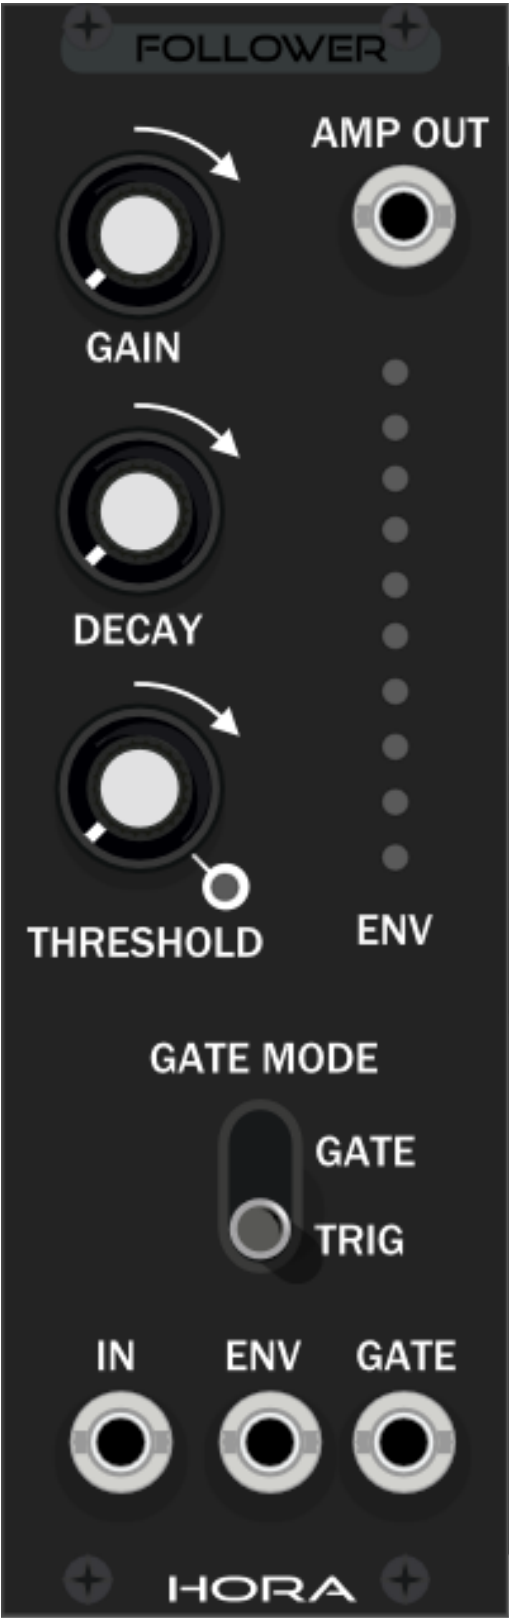 FOLLOWER
AMP OUT
GAIN
DECAY
THRESHOLD
ENV
GATE MODE
GATE
TRIG
IN ENV GATE
HORA